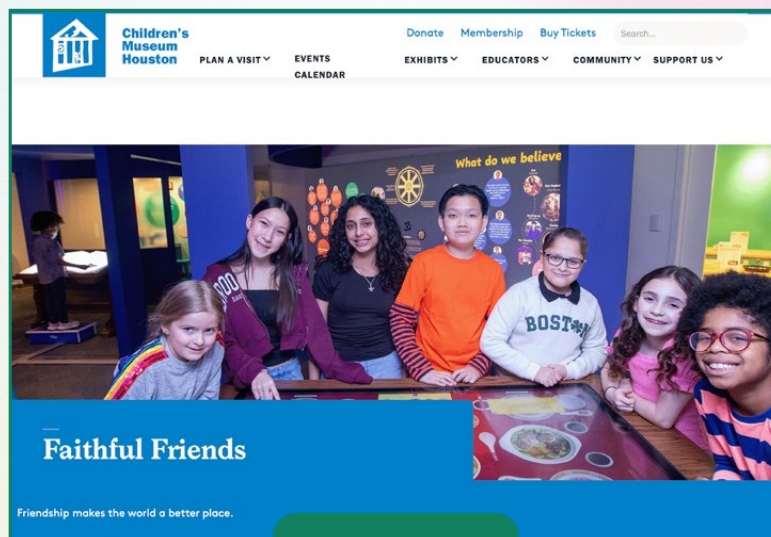 Children's
Museum
Houston
Donate Membership Buy Tickets Search...
PLAN A VISIT
EVENTS
CALENDAR
EXHIBITS
EDUCATORS
COMMUNITY
SUPPORT US
What do we believe
BOSTON
Faithful Friends
Friendship makes the world a better place.